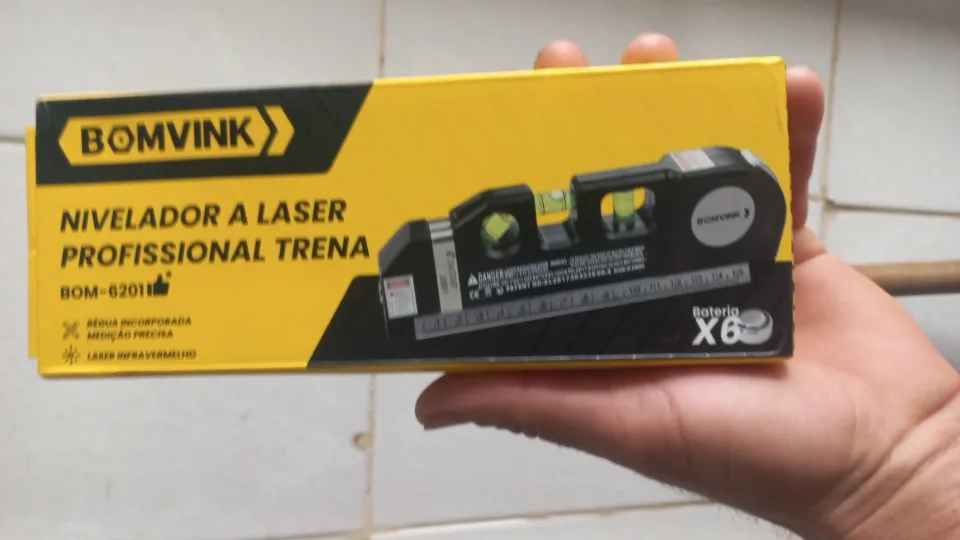 BOMVINK
NIVELADOR A LASER
PROFISSIONAL TRENA
BOM-6201
RÉGUA INCORPORADA
MEDIÇÃO PRECISA
LASER INFRAVERMELHO
BOMVINK
DANGER
Bateria
X6